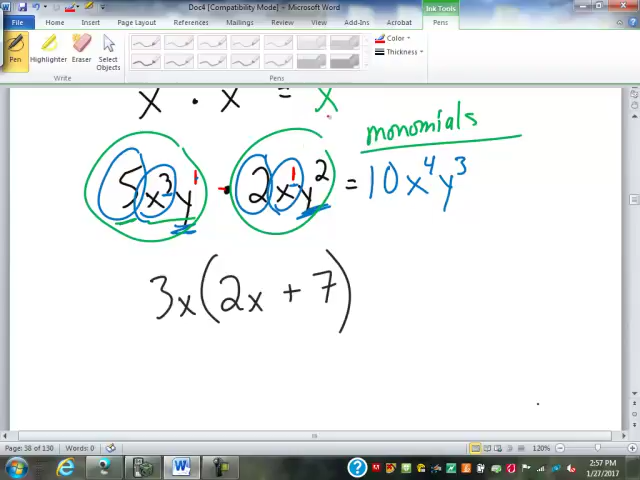 Doc4 [Compatibility Mode] - Microsoft Word
Ink Tools
File Home Insert Page Layout References Mailings Review View Add-Ins Acrobat Pens
Pen Highlighter Eraser Select Objects
Color
Thickness
Write Pens
x · x = x
monomials
5x³y¹ · 2x¹y² = 10x⁴y³
3x(2x + 7)
Page: 38 of 130 Words: 0 120%
2:57 PM
1/27/2017